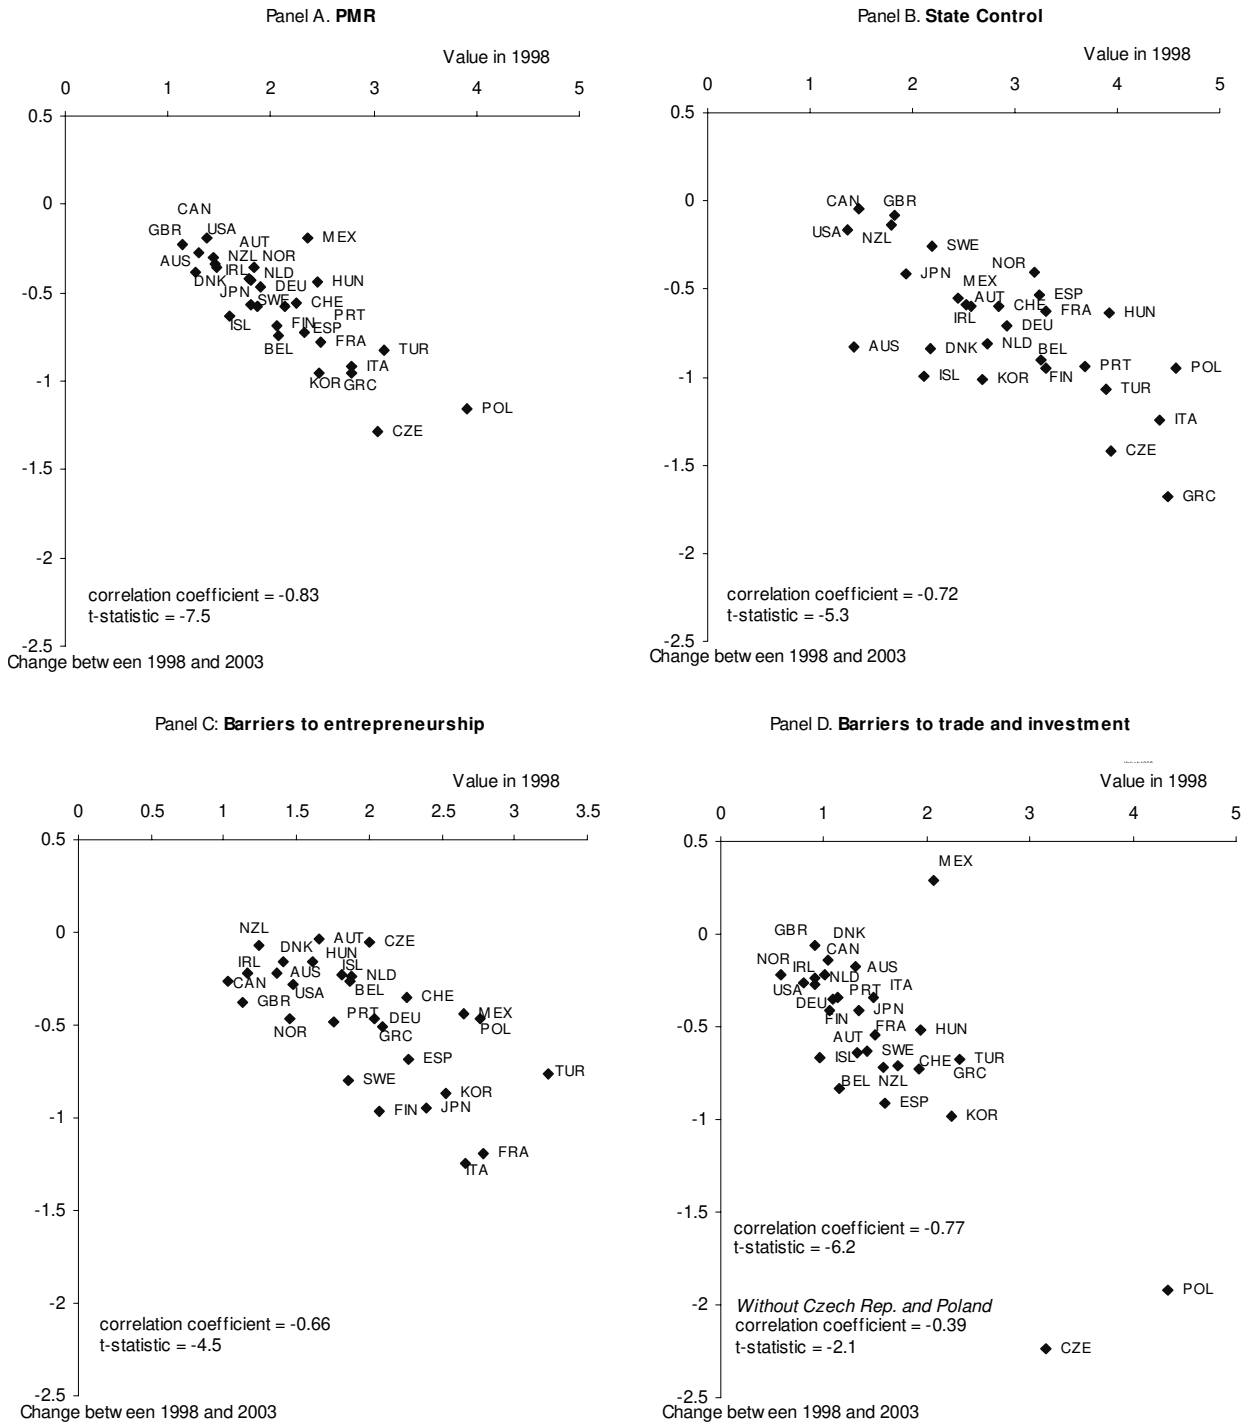 Panel A. PMR
Value in 1998
0 1 2 3 4 5
0.5
0
-0.5
-1
-1.5
-2
-2.5
CAN
GBR USA
AUT MEX
AUS NZL NOR
IRL NLD
DNK DEU HUN
JPN SWE CHE
PRT
ISL FIN ESP
BEL FRA TUR
ITA
KOR GRC
POL
CZE
correlation coefficient = -0.83
t-statistic = -7.5
Change between 1998 and 2003
Panel B. State Control
Value in 1998
0 1 2 3 4 5
0.5
0
-0.5
-1
-1.5
-2
-2.5
CAN GBR
USA NZL
SWE
JPN NOR
MEX
AUT ESP
IRL CHE FRA HUN
DEU
AUS DNK NLD BEL
ISL KOR FIN PRT POL
TUR
ITA
CZE
GRC
correlation coefficient = -0.72
t-statistic = -5.3
Change between 1998 and 2003
Panel C: Barriers to entrepreneurship
Value in 1998
0 0.5 1 1.5 2 2.5 3 3.5
0.5
0
-0.5
-1
-1.5
-2
-2.5
NZL
DNK AUT CZE
HUN
IRL AUS ISL NLD
CAN USA BEL
GBR CHE
PRT DEU MEX
NOR GRC POL
ESP
SWE TUR
KOR
FIN JPN
FRA
ITA
correlation coefficient = -0.66
t-statistic = -4.5
Change between 1998 and 2003
Panel D. Barriers to trade and investment
Value in 1998
0 1 2 3 4 5
0.5
0
-0.5
-1
-1.5
-2
-2.5
MEX
GBR DNK
CAN
NOR IRL AUS
NLD
USA PRT ITA
DEU JPN
FIN FRA HUN
AUT
ISL SWE CHE TUR
GRC
BEL NZL
ESP
KOR
correlation coefficient = -0.77
t-statistic = -6.2
POL
Without Czech Rep. and Poland
correlation coefficient = -0.39
t-statistic = -2.1
CZE
Change between 1998 and 2003